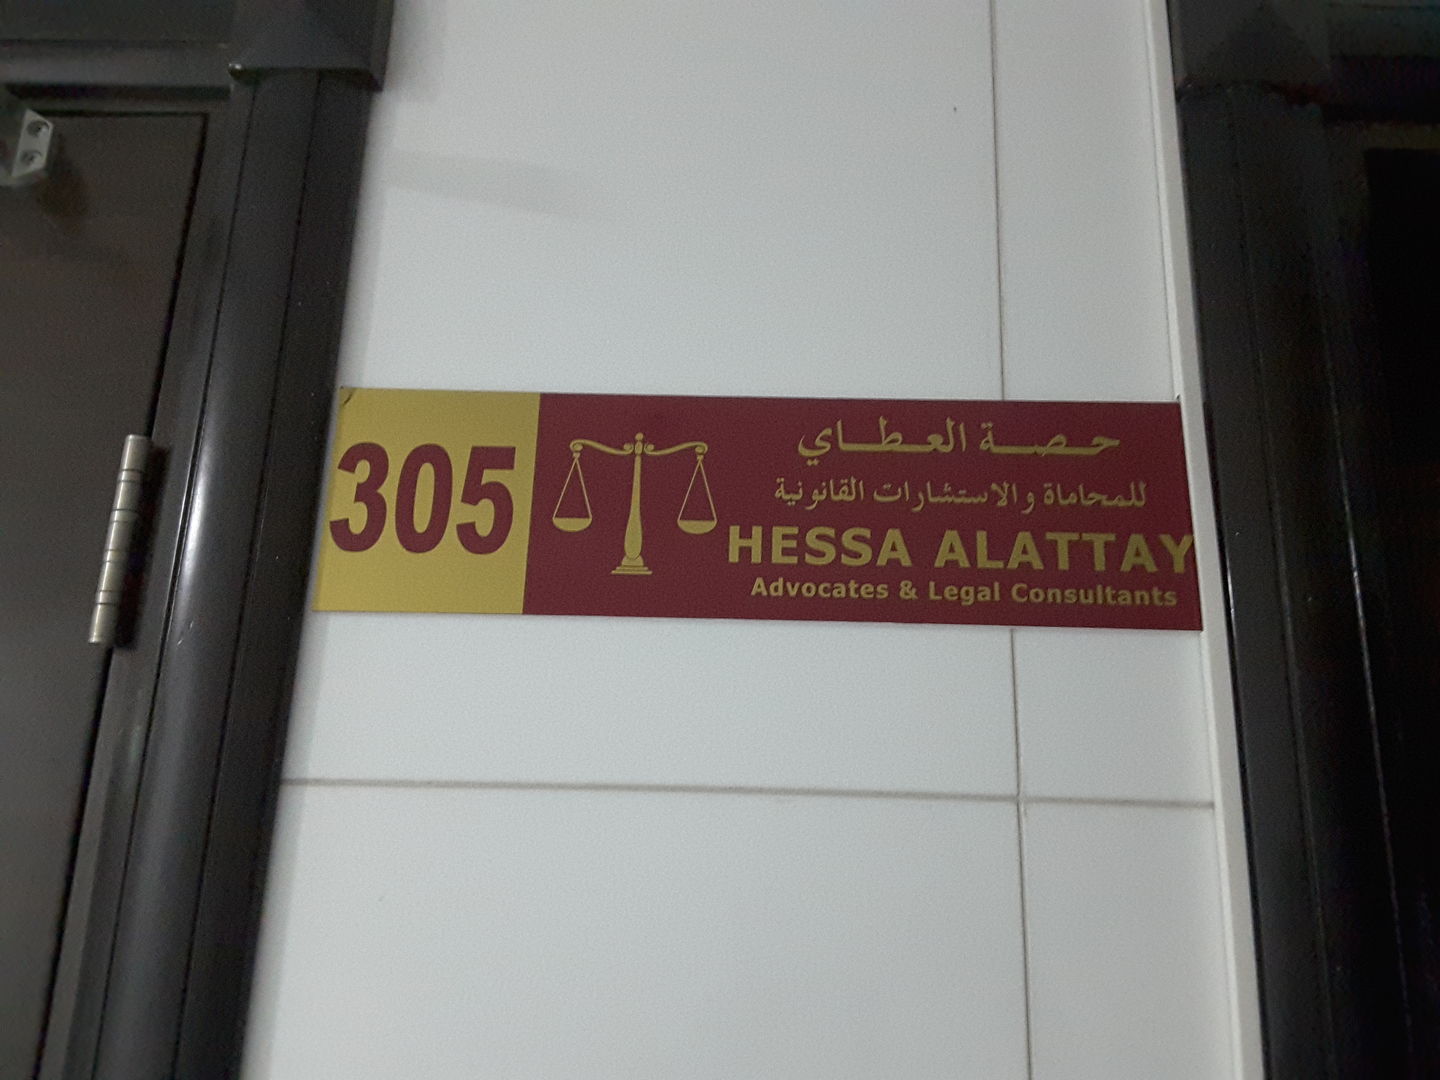 305
حصة العطاي
للمحاماة والاستشارات القانونية
HESSA ALATTAY
Advocates & Legal Consultants